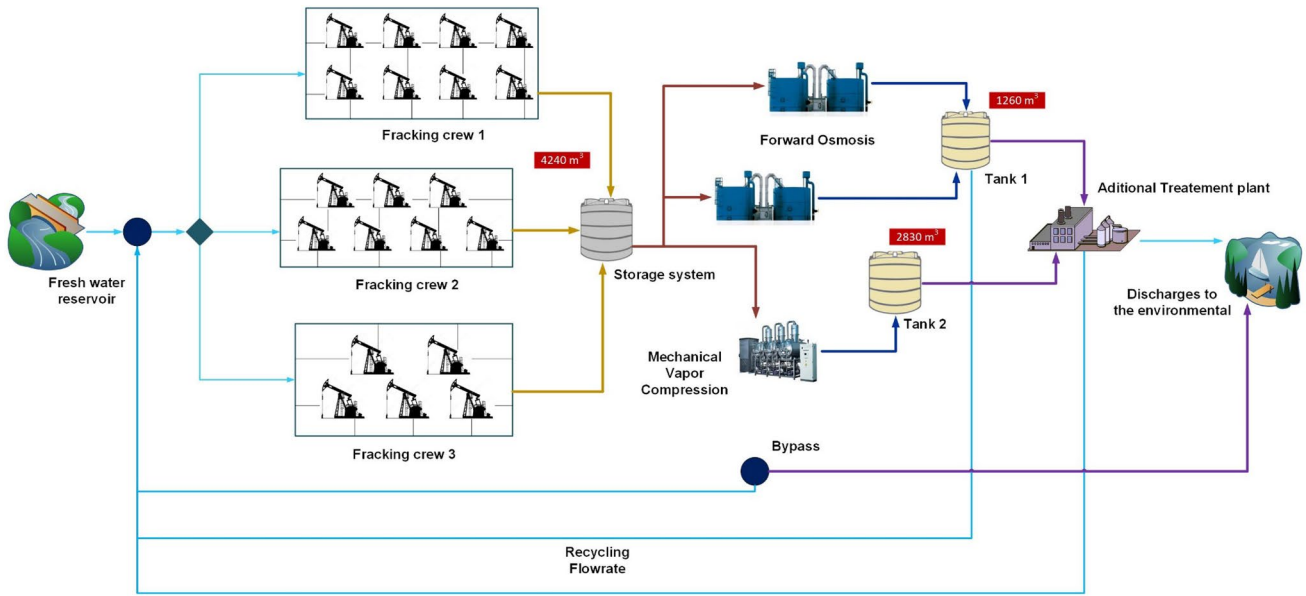 Fracking crew 1
4240 m³
Fracking crew 2
Fracking crew 3
Fresh water
reservoir
Storage system
Forward Osmosis
1260 m³
Tank 1
2830 m³
Tank 2
Mechanical
Vapor
Compression
Aditional Treatement plant
Discharges to
the environmental
Bypass
Recycling
Flowrate